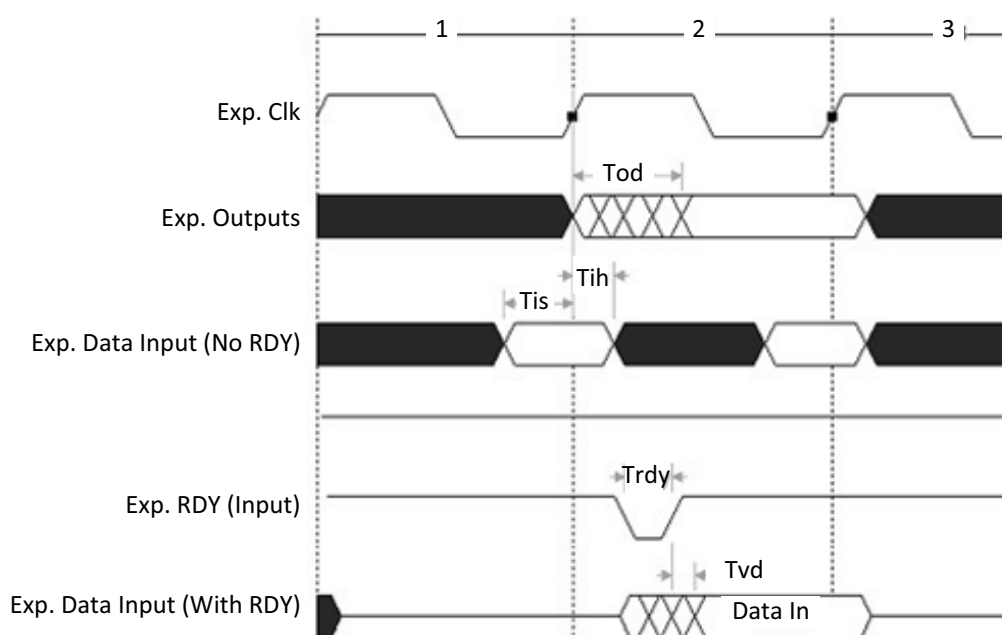 1 2 3
Exp. Clk
Tod
Exp. Outputs
Tih
Tis
Exp. Data Input (No RDY)
Trdy
Exp. RDY (Input)
Tvd
Exp. Data Input (With RDY)
Data In